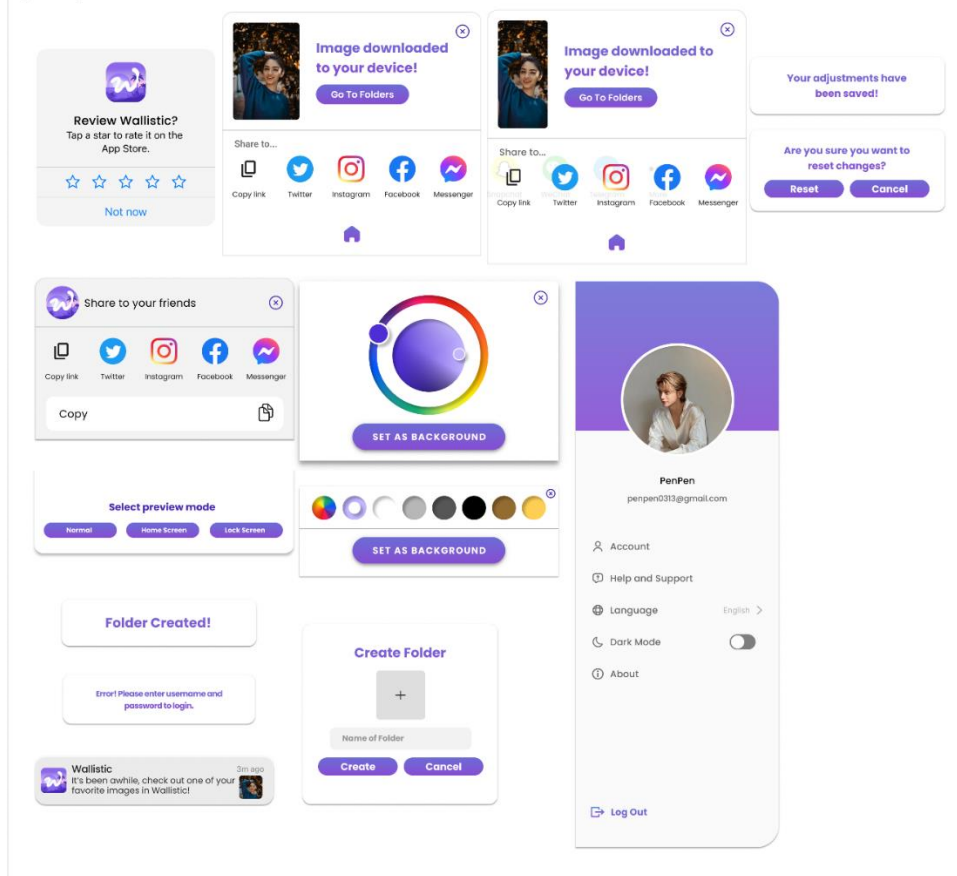 Review Wallistic?
Tap a star to rate it on the
App Store.
Not now
Image downloaded
to your device!
Go To Folders
Share to...
Copy link
Twitter
Instagram
Facebook
Messenger
Image downloaded to
your device!
Go To Folders
Share to...
Copy link
Twitter
Instagram
Facebook
Messenger
Your adjustments have
been saved!
Are you sure you want to
reset changes?
Reset
Cancel
Share to your friends
Copy link
Twitter
Instagram
Facebook
Messenger
Copy
SET AS BACKGROUND
Select preview mode
Normal
Home Screen
Lock Screen
SET AS BACKGROUND
PenPen
penpen0313@gmail.com
Account
Help and Support
Language
English
Dark Mode
About
Log Out
Folder Created!
Error! Please enter username and
password to login.
Create Folder
+
Name of Folder
Create
Cancel
Wallistic
3m ago
It's been awhile, check out one of your
favorite images in Wallistic!